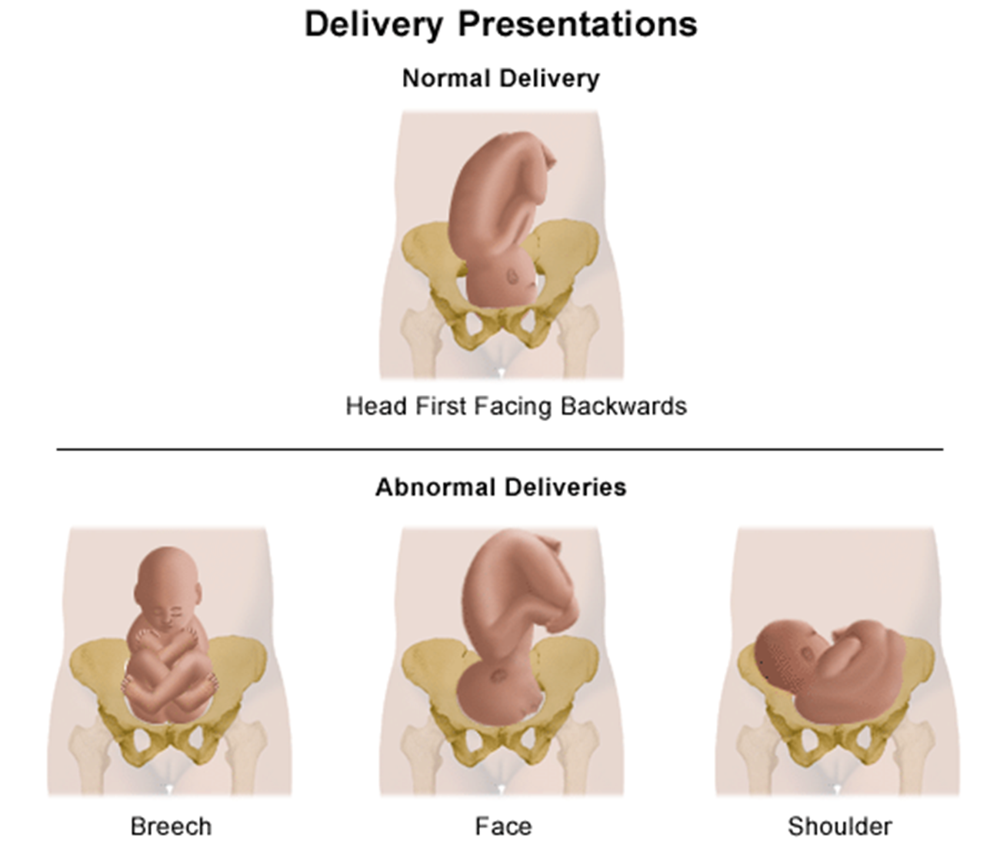 Delivery Presentations
Normal Delivery
Head First Facing Backwards
Abnormal Deliveries
Breech
Face
Shoulder